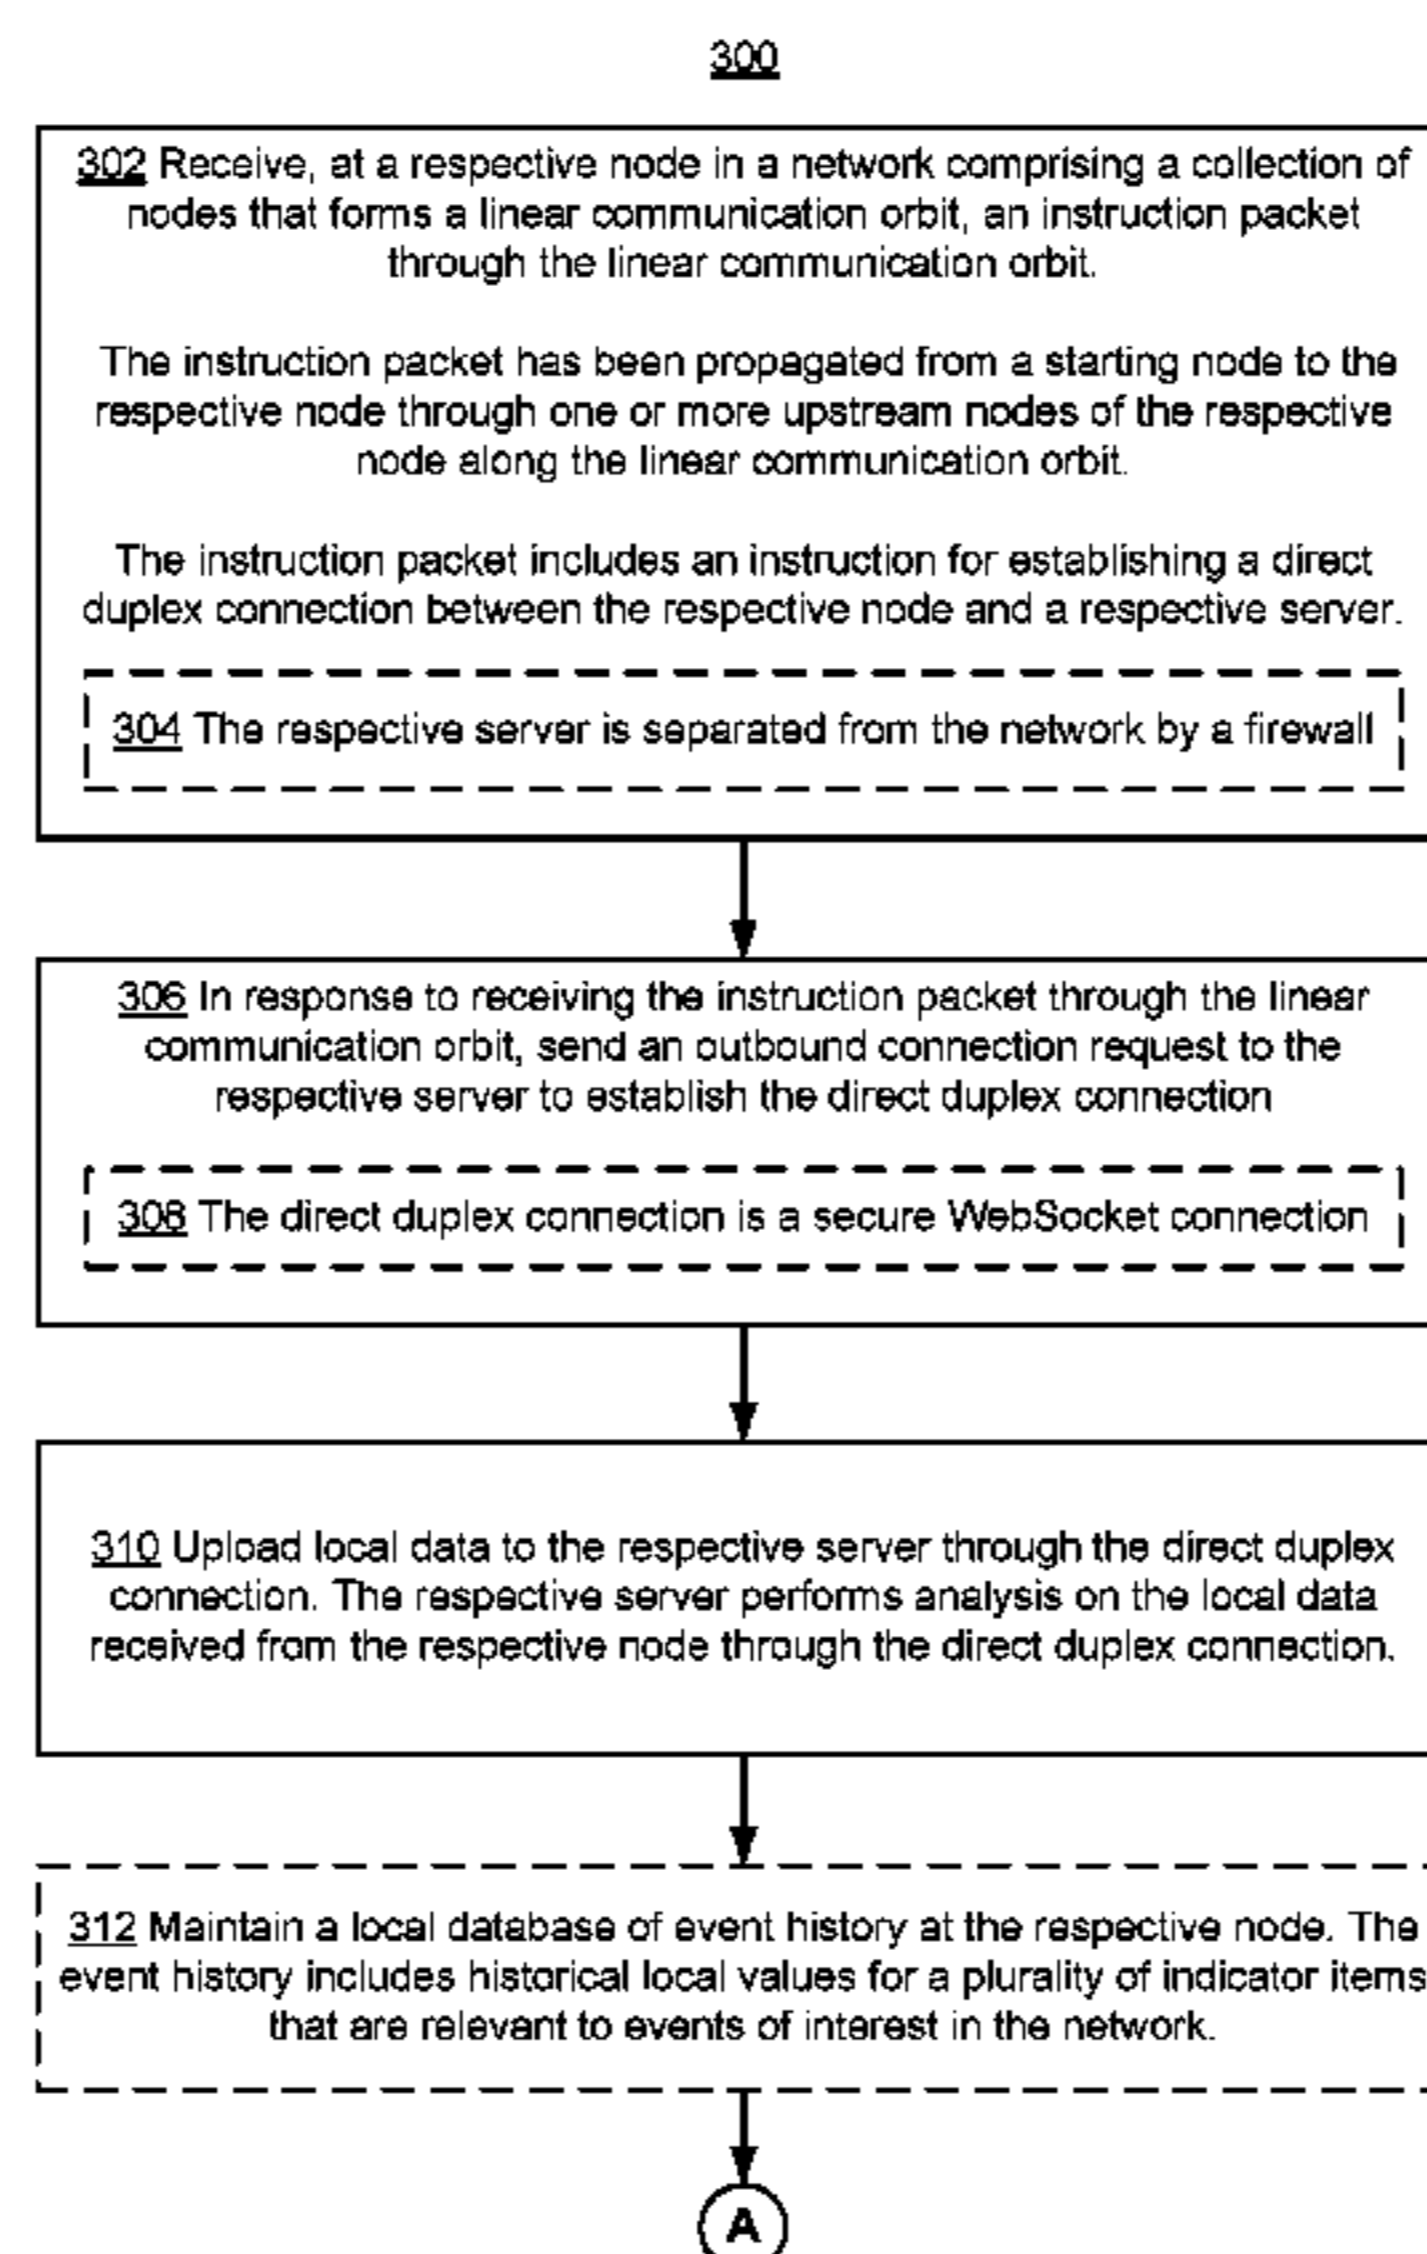 300
302 Receive, at a respective node in a network comprising a collection of
nodes that forms a linear communication orbit, an instruction packet
through the linear communication orbit.
The instruction packet has been propagated from a starting node to the
respective node through one or more upstream nodes of the respective
node along the linear communication orbit.
The instruction packet includes an instruction for establishing a direct
duplex connection between the respective node and a respective server.
304 The respective server is separated from the network by a firewall
306 In response to receiving the instruction packet through the linear
communication orbit, send an outbound connection request to the
respective server to establish the direct duplex connection
308 The direct duplex connection is a secure WebSocket connection
310 Upload local data to the respective server through the direct duplex
connection. The respective server performs analysis on the local data
received from the respective node through the direct duplex connection.
312 Maintain a local database of event history at the respective node. The
event history includes historical local values for a plurality of indicator items
that are relevant to events of interest in the network.
A